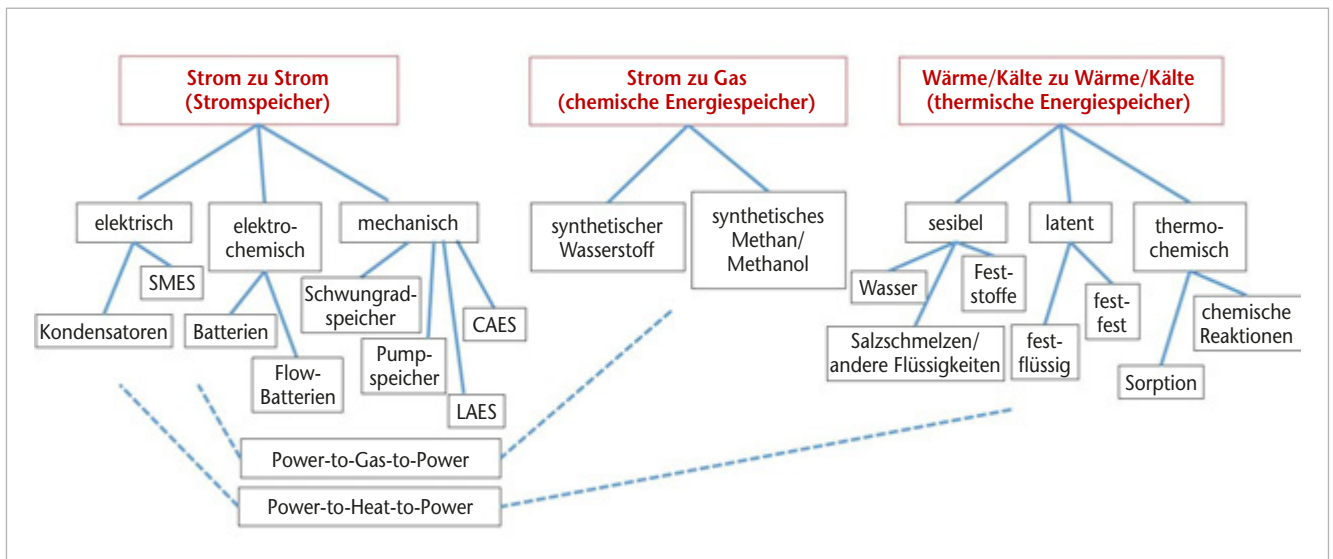 Strom zu Strom
(Stromspeicher)
Strom zu Gas
(chemische Energiespeicher)
Wärme/Kälte zu Wärme/Kälte
(thermische Energiespeicher)
elektrisch
elektro-
chemisch
mechanisch
synthetischer
Wasserstoff
synthetisches
Methan/
Methanol
sesibel
latent
thermo-
chemisch
SMES
Kondensatoren
Batterien
Flow-
Batterien
Schwungrad-
speicher
Pump-
speicher
LAES
CAES
Wasser
Salzschmelzen/
andere Flüssigkeiten
Fest-
stoffe
fest-
flüssig
fest-
fest
Sorption
chemische
Reaktionen
Power-to-Gas-to-Power
Power-to-Heat-to-Power